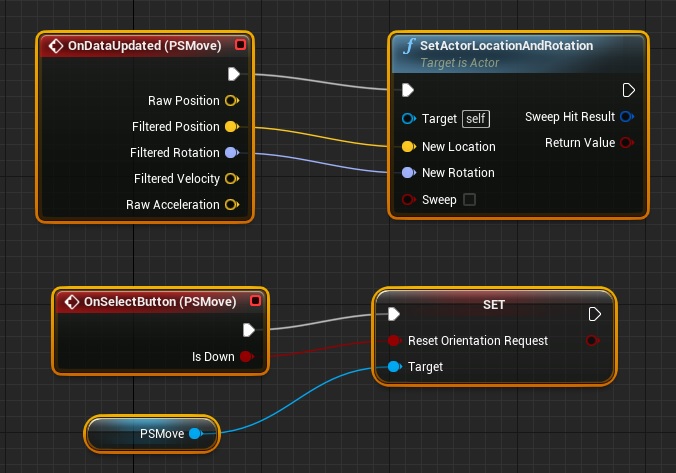 OnDataUpdated (PSMove)
Raw Position
Filtered Position
Filtered Rotation
Filtered Velocity
Raw Acceleration
f SetActorLocationAndRotation
Target is Actor
Target self
New Location
New Rotation
Sweep
Sweep Hit Result
Return Value
OnSelectButton (PSMove)
Is Down
SET
Reset Orientation Request
Target
PSMove